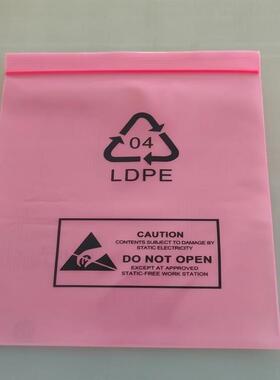 04
LDPE
CAUTION
CONTENTS SUBJECT TO DAMAGE BY
STATIC ELECTRICITY
DO NOT OPEN
EXCEPT AT APPROVED
STATIC-FREE WORK STATION